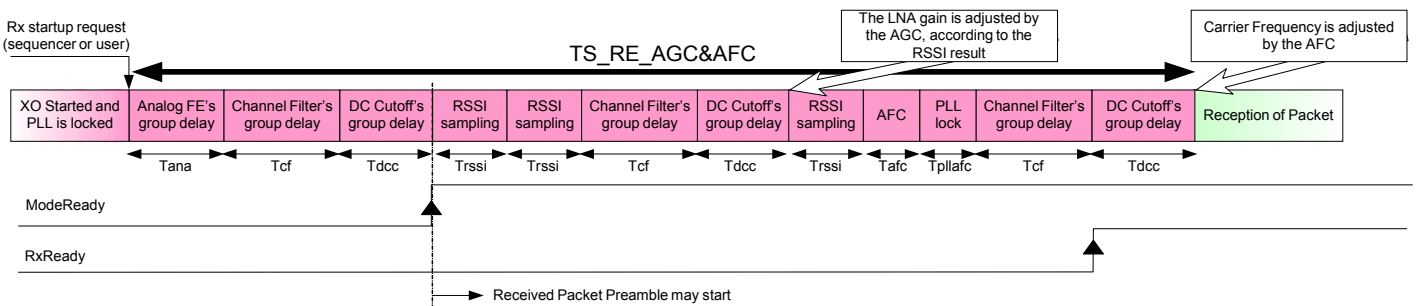 Rx startup request
(sequencer or user)
TS_RE_AGC&AFC
The LNA gain is adjusted by
the AGC, according to the
RSSI result
Carrier Frequency is adjusted
by the AFC
XO Started and
PLL is locked
Analog FE's
group delay
Channel Filter's
group delay
DC Cutoff's
group delay
RSSI
sampling
RSSI
sampling
Channel Filter's
group delay
DC Cutoff's
group delay
RSSI
sampling
AFC
PLL
lock
Channel Filter's
group delay
DC Cutoff's
group delay
Reception of Packet
Tana
Tcf
Tdcc
Trssi
Trssi
Tcf
Tdcc
Trssi
Tafc
Tpllafc
Tcf
Tdcc
ModeReady
RxReady
Received Packet Preamble may start